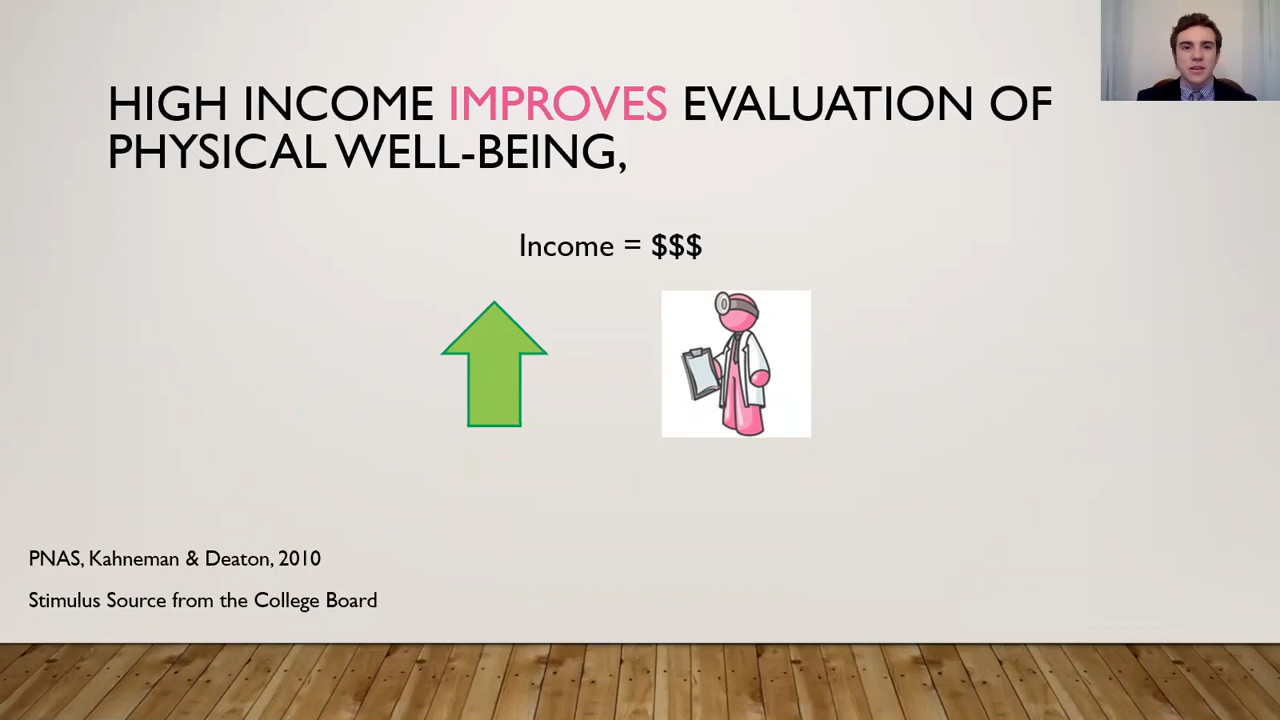 HIGH INCOME IMPROVES EVALUATION OF
PHYSICAL WELL-BEING,
Income = $$$
PNAS, Kahneman & Deaton, 2010
Stimulus Source from the College Board